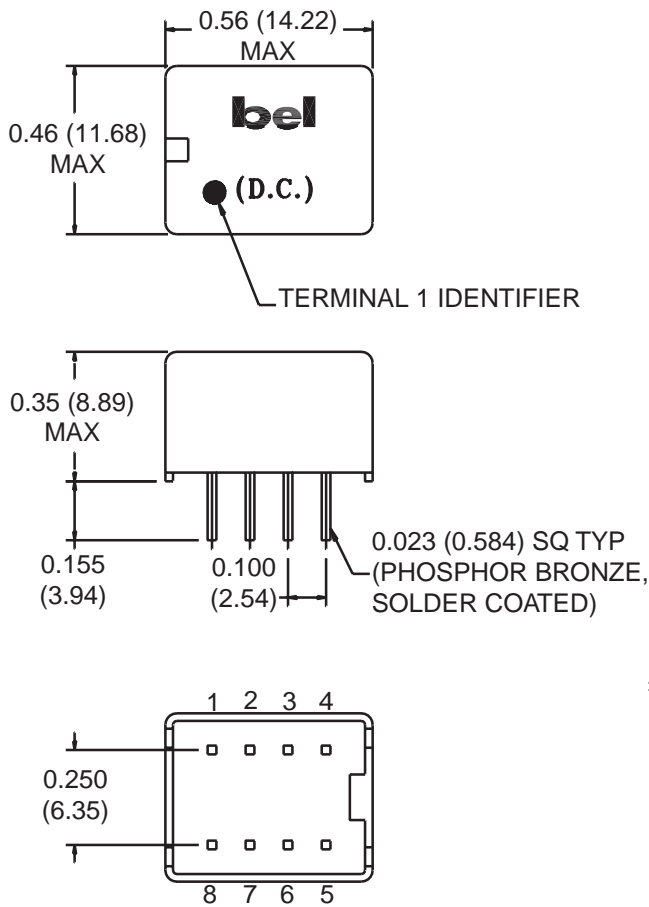 0.56 (14.22)
MAX
bel
0.46 (11.68)
MAX
(D.C.)
TERMINAL 1 IDENTIFIER
0.35 (8.89)
MAX
0.155
(3.94)
0.100
(2.54)
0.023 (0.584) SQ TYP
(PHOSPHOR BRONZE,
SOLDER COATED)
1 2 3 4
0.250
(6.35)
8 7 6 5